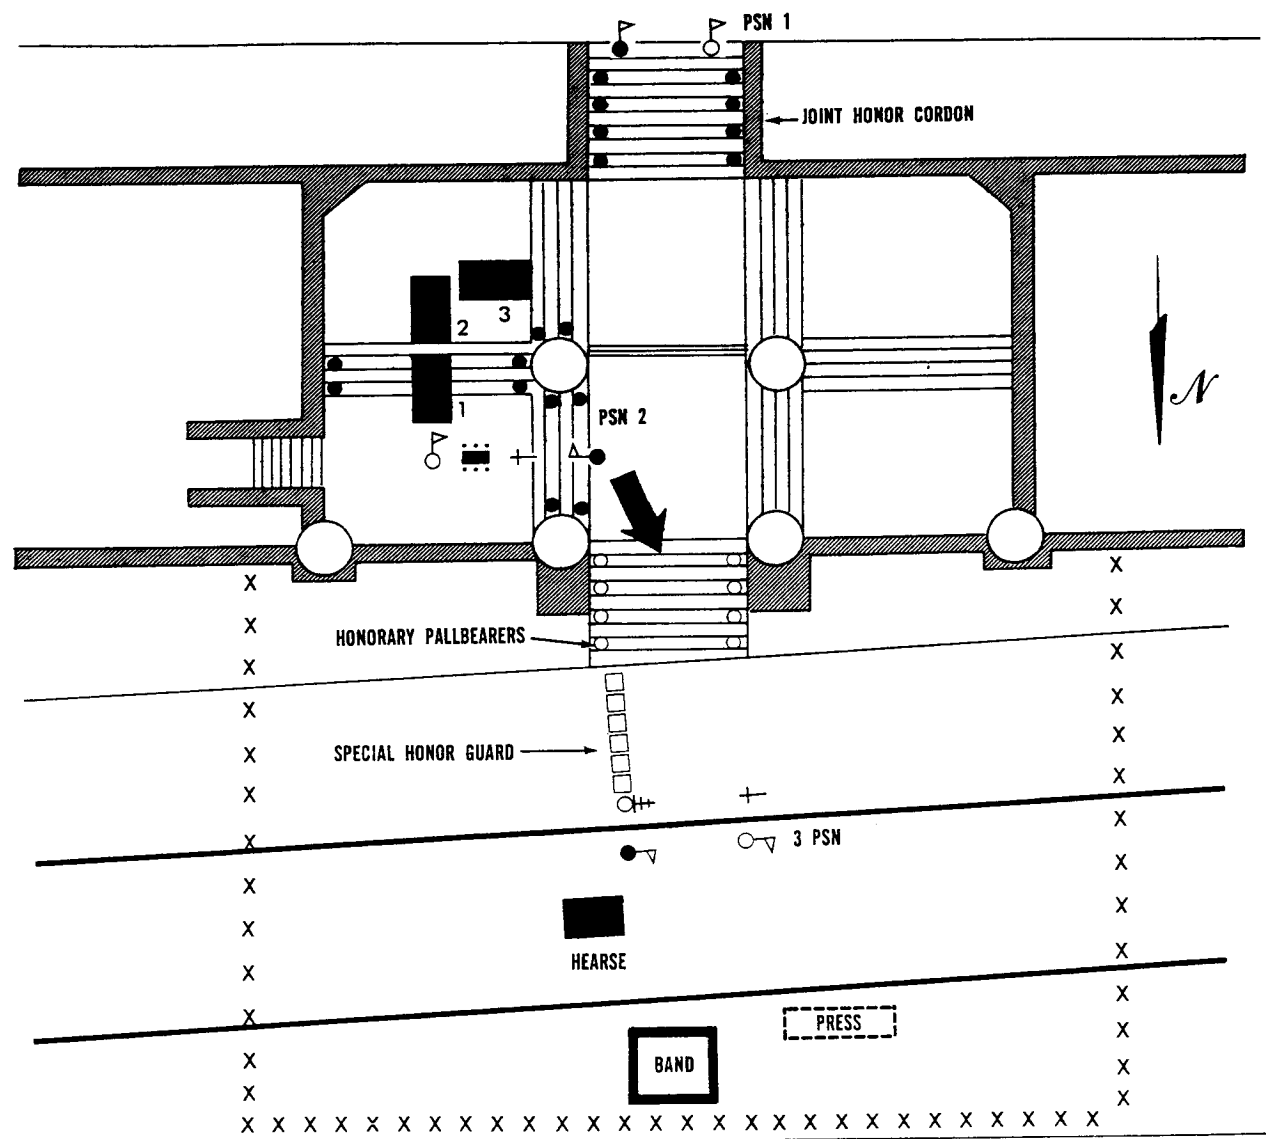 PSN 1
JOINT HONOR CORDON
3
2
1
PSN 2
N
HONORARY PALLBEARERS
SPECIAL HONOR GUARD
3 PSN
HEARSE
PRESS
BAND